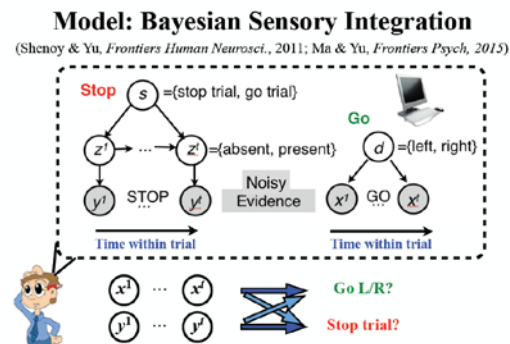 Model: Bayesian Sensory Integration
(Shenoy & Yu, Frontiers Human Neurosci., 2011; Ma & Yu, Frontiers Psych, 2015)
Stop
s ={stop trial, go trial}
Go
z¹ ... zᵗ ={absent, present}
d ={left, right}
y¹ STOP ... yᵗ
Noisy
Evidence
x¹ GO ... xᵗ
Time within trial
Time within trial
x¹ ... xᵗ
Go L/R?
y¹ ... yᵗ
Stop trial?